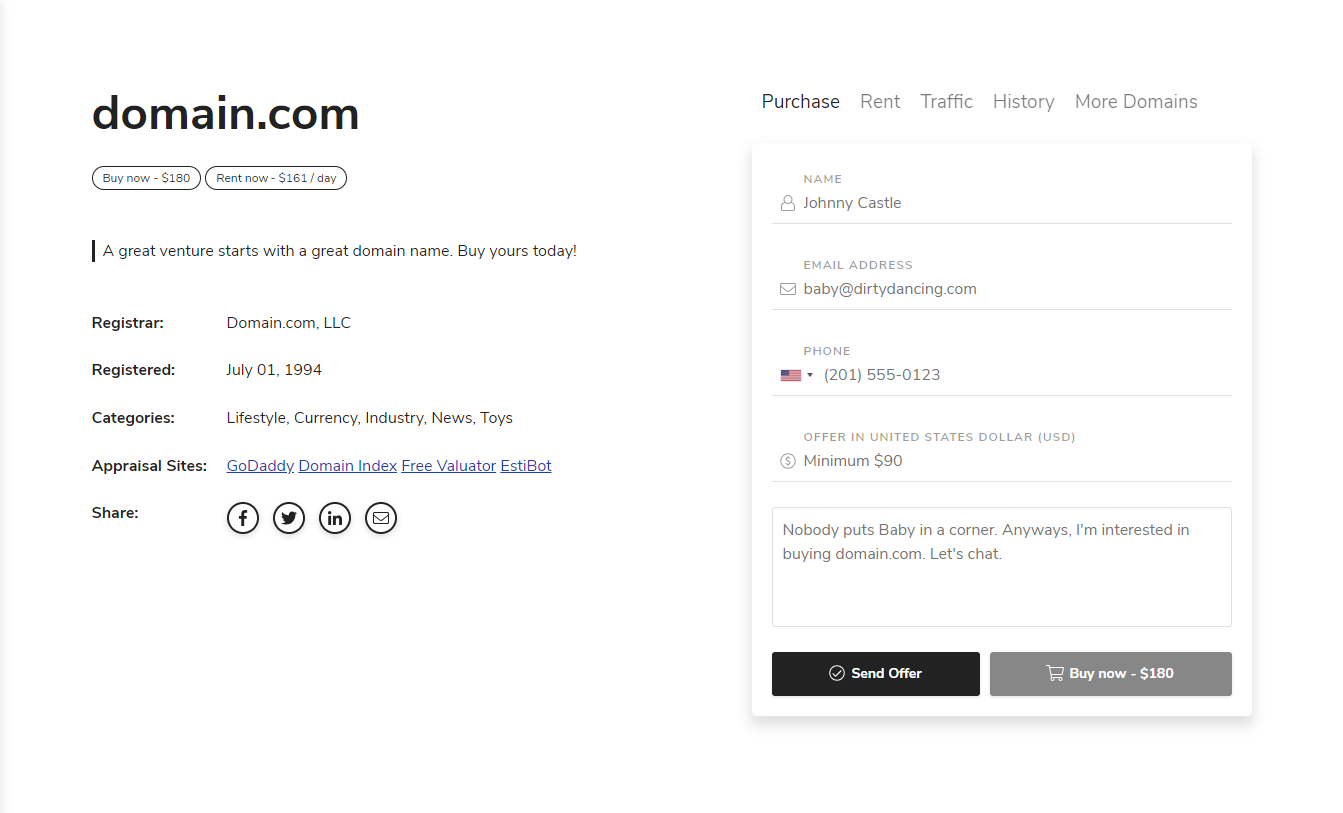 domain.com
Buy now - $180
Rent now - $161 / day
A great venture starts with a great domain name. Buy yours today!
Registrar: Domain.com, LLC
Registered: July 01, 1994
Categories: Lifestyle, Currency, Industry, News, Toys
Appraisal Sites: GoDaddy Domain Index Free Valuator EstiBot
Share:
Purchase Rent Traffic History More Domains
NAME
Johnny Castle
EMAIL ADDRESS
baby@dirtydancing.com
PHONE
(201) 555-0123
OFFER IN UNITED STATES DOLLAR (USD)
Minimum $90
Nobody puts Baby in a corner. Anyways, I'm interested in
buying domain.com. Let's chat.
Send Offer
Buy now - $180